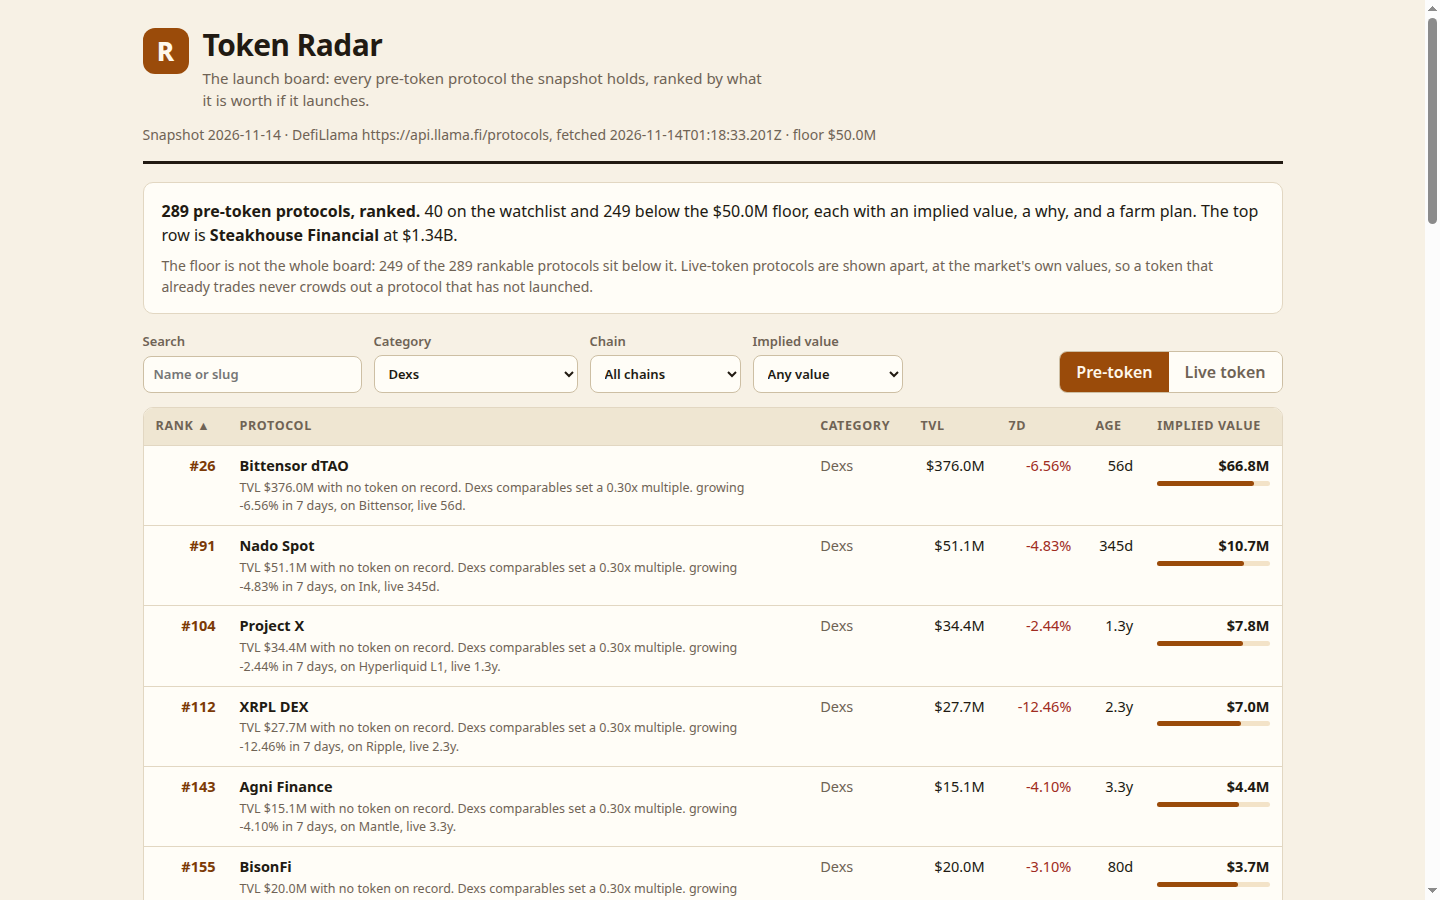 R
Token Radar
The launch board: every pre-token protocol the snapshot holds, ranked by what
it is worth if it launches.
Snapshot 2026-11-14 · DefiLlama https://api.llama.fi/protocols, fetched 2026-11-14T01:18:33.201Z · floor $50.0M
289 pre-token protocols, ranked. 40 on the watchlist and 249 below the $50.0M floor, each with an implied value, a why, and a farm plan. The top
row is Steakhouse Financial at $1.34B.
The floor is not the whole board: 249 of the 289 rankable protocols sit below it. Live-token protocols are shown apart, at the market's own values, so a token that
already trades never crowds out a protocol that has not launched.
Search Category Chain Implied value
Name or slug Dexs All chains Any value Pre-token Live token
RANK ▲ PROTOCOL CATEGORY TVL 7D AGE IMPLIED VALUE
#26 Bittensor dTAO Dexs $376.0M -6.56% 56d $66.8M
TVL $376.0M with no token on record. Dexs comparables set a 0.30x multiple. growing
-6.56% in 7 days, on Bittensor, live 56d.
#91 Nado Spot Dexs $51.1M -4.83% 345d $10.7M
TVL $51.1M with no token on record. Dexs comparables set a 0.30x multiple. growing
-4.83% in 7 days, on Ink, live 345d.
#104 Project X Dexs $34.4M -2.44% 1.3y $7.8M
TVL $34.4M with no token on record. Dexs comparables set a 0.30x multiple. growing
-2.44% in 7 days, on Hyperliquid L1, live 1.3y.
#112 XRPL DEX Dexs $27.7M -12.46% 2.3y $7.0M
TVL $27.7M with no token on record. Dexs comparables set a 0.30x multiple. growing
-12.46% in 7 days, on Ripple, live 2.3y.
#143 Agni Finance Dexs $15.1M -4.10% 3.3y $4.4M
TVL $15.1M with no token on record. Dexs comparables set a 0.30x multiple. growing
-4.10% in 7 days, on Mantle, live 3.3y.
#155 BisonFi Dexs $20.0M -3.10% 80d $3.7M
TVL $20.0M with no token on record. Dexs comparables set a 0.30x multiple. growing